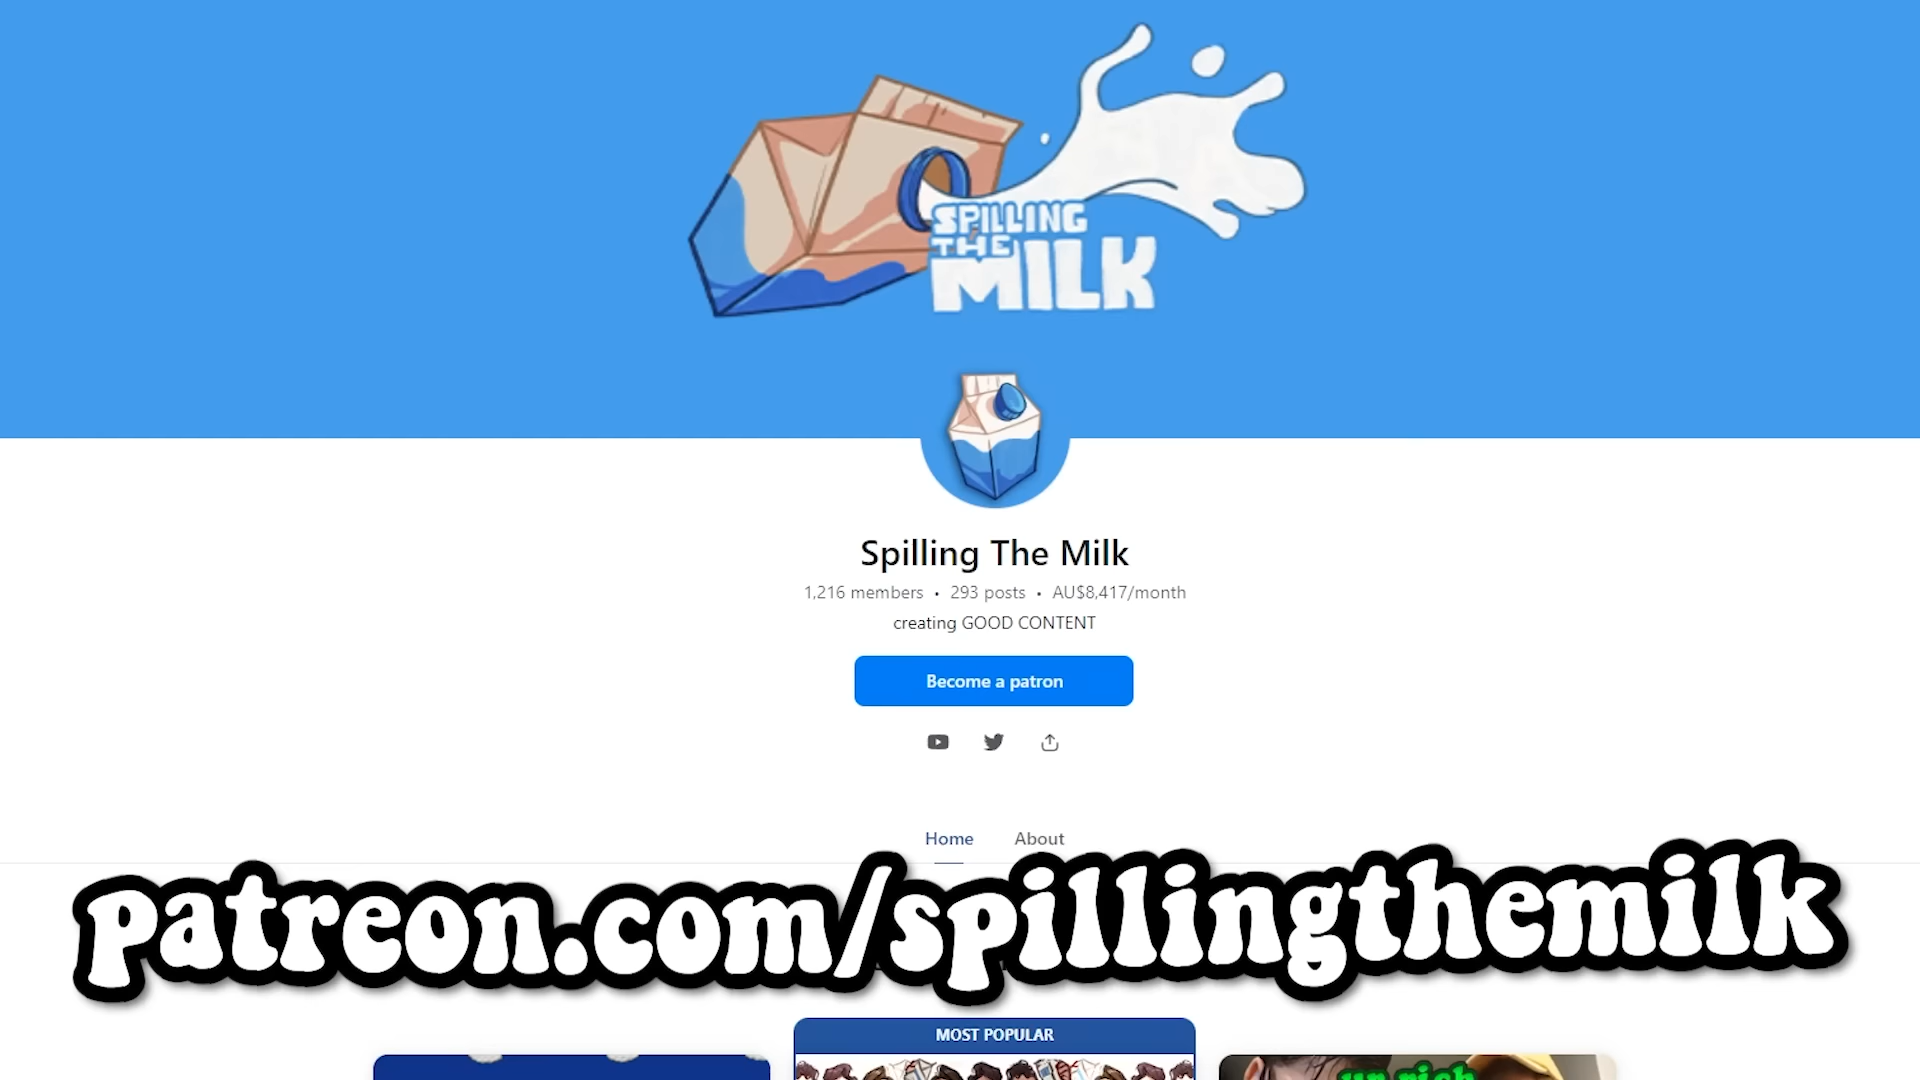 SPILLING
THE
MILK
Spilling The Milk
1,216 members • 293 posts • AU$8,417/month
creating GOOD CONTENT
Become a patron
Home About
patreon.com/spillingthemilk
MOST POPULAR